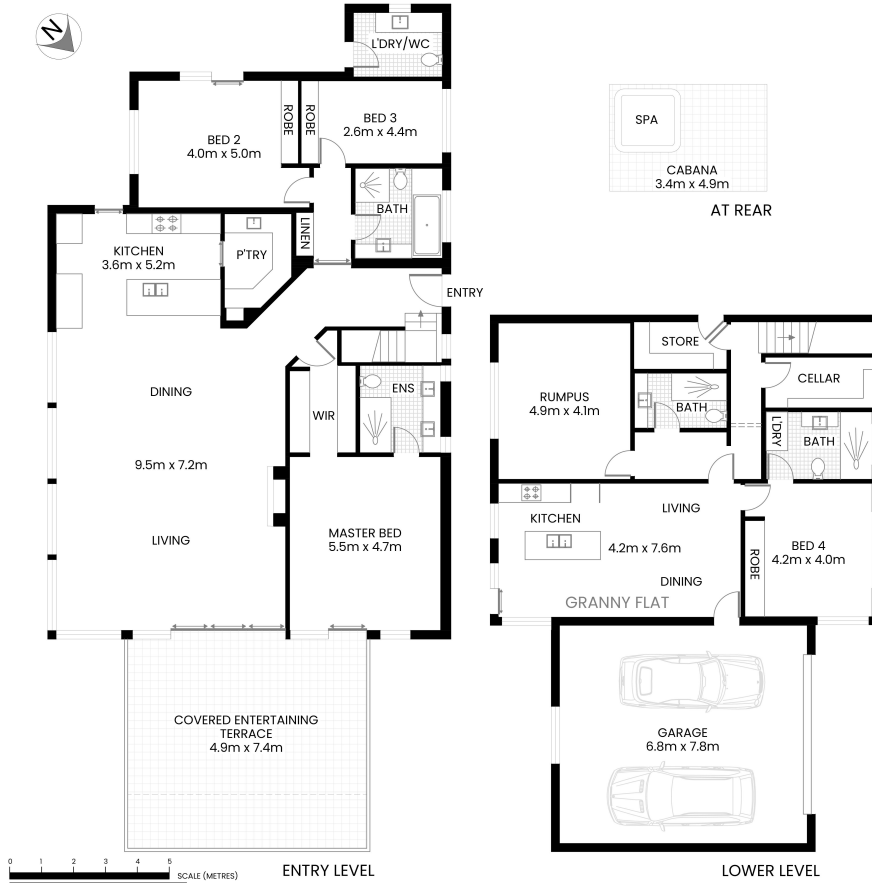 N
L'DRY/WC
BED 2
4.0m x 5.0m
ROBE
ROBE
BED 3
2.6m x 4.4m
BATH
LINEN
KITCHEN
3.6m x 5.2m
P'TRY
ENTRY
DINING
WIR
ENS
9.5m x 7.2m
LIVING
MASTER BED
5.5m x 4.7m
COVERED ENTERTAINING
TERRACE
4.9m x 7.4m
0 1 2 3 4 5
SCALE (METRES)
ENTRY LEVEL
SPA
CABANA
3.4m x 4.9m
AT REAR
STORE
CELLAR
RUMPUS
4.9m x 4.1m
BATH
L'DRY
BATH
KITCHEN
LIVING
4.2m x 7.6m
DINING
GRANNY FLAT
ROBE
BED 4
4.2m x 4.0m
GARAGE
6.8m x 7.8m
LOWER LEVEL